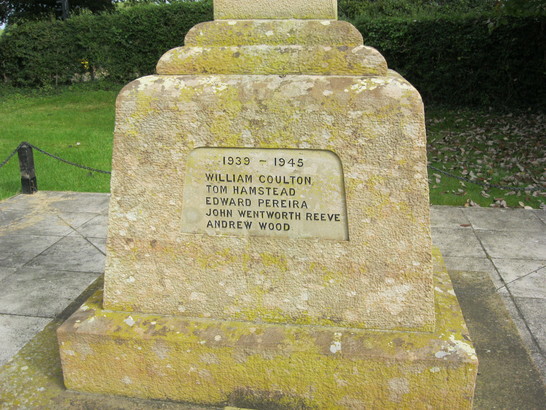 1939 - 1945
WILLIAM COULTON
TOM HAMSTEAD
EDWARD PEREIRA
JOHN WENTWORTH REEVE
ANDREW WOOD